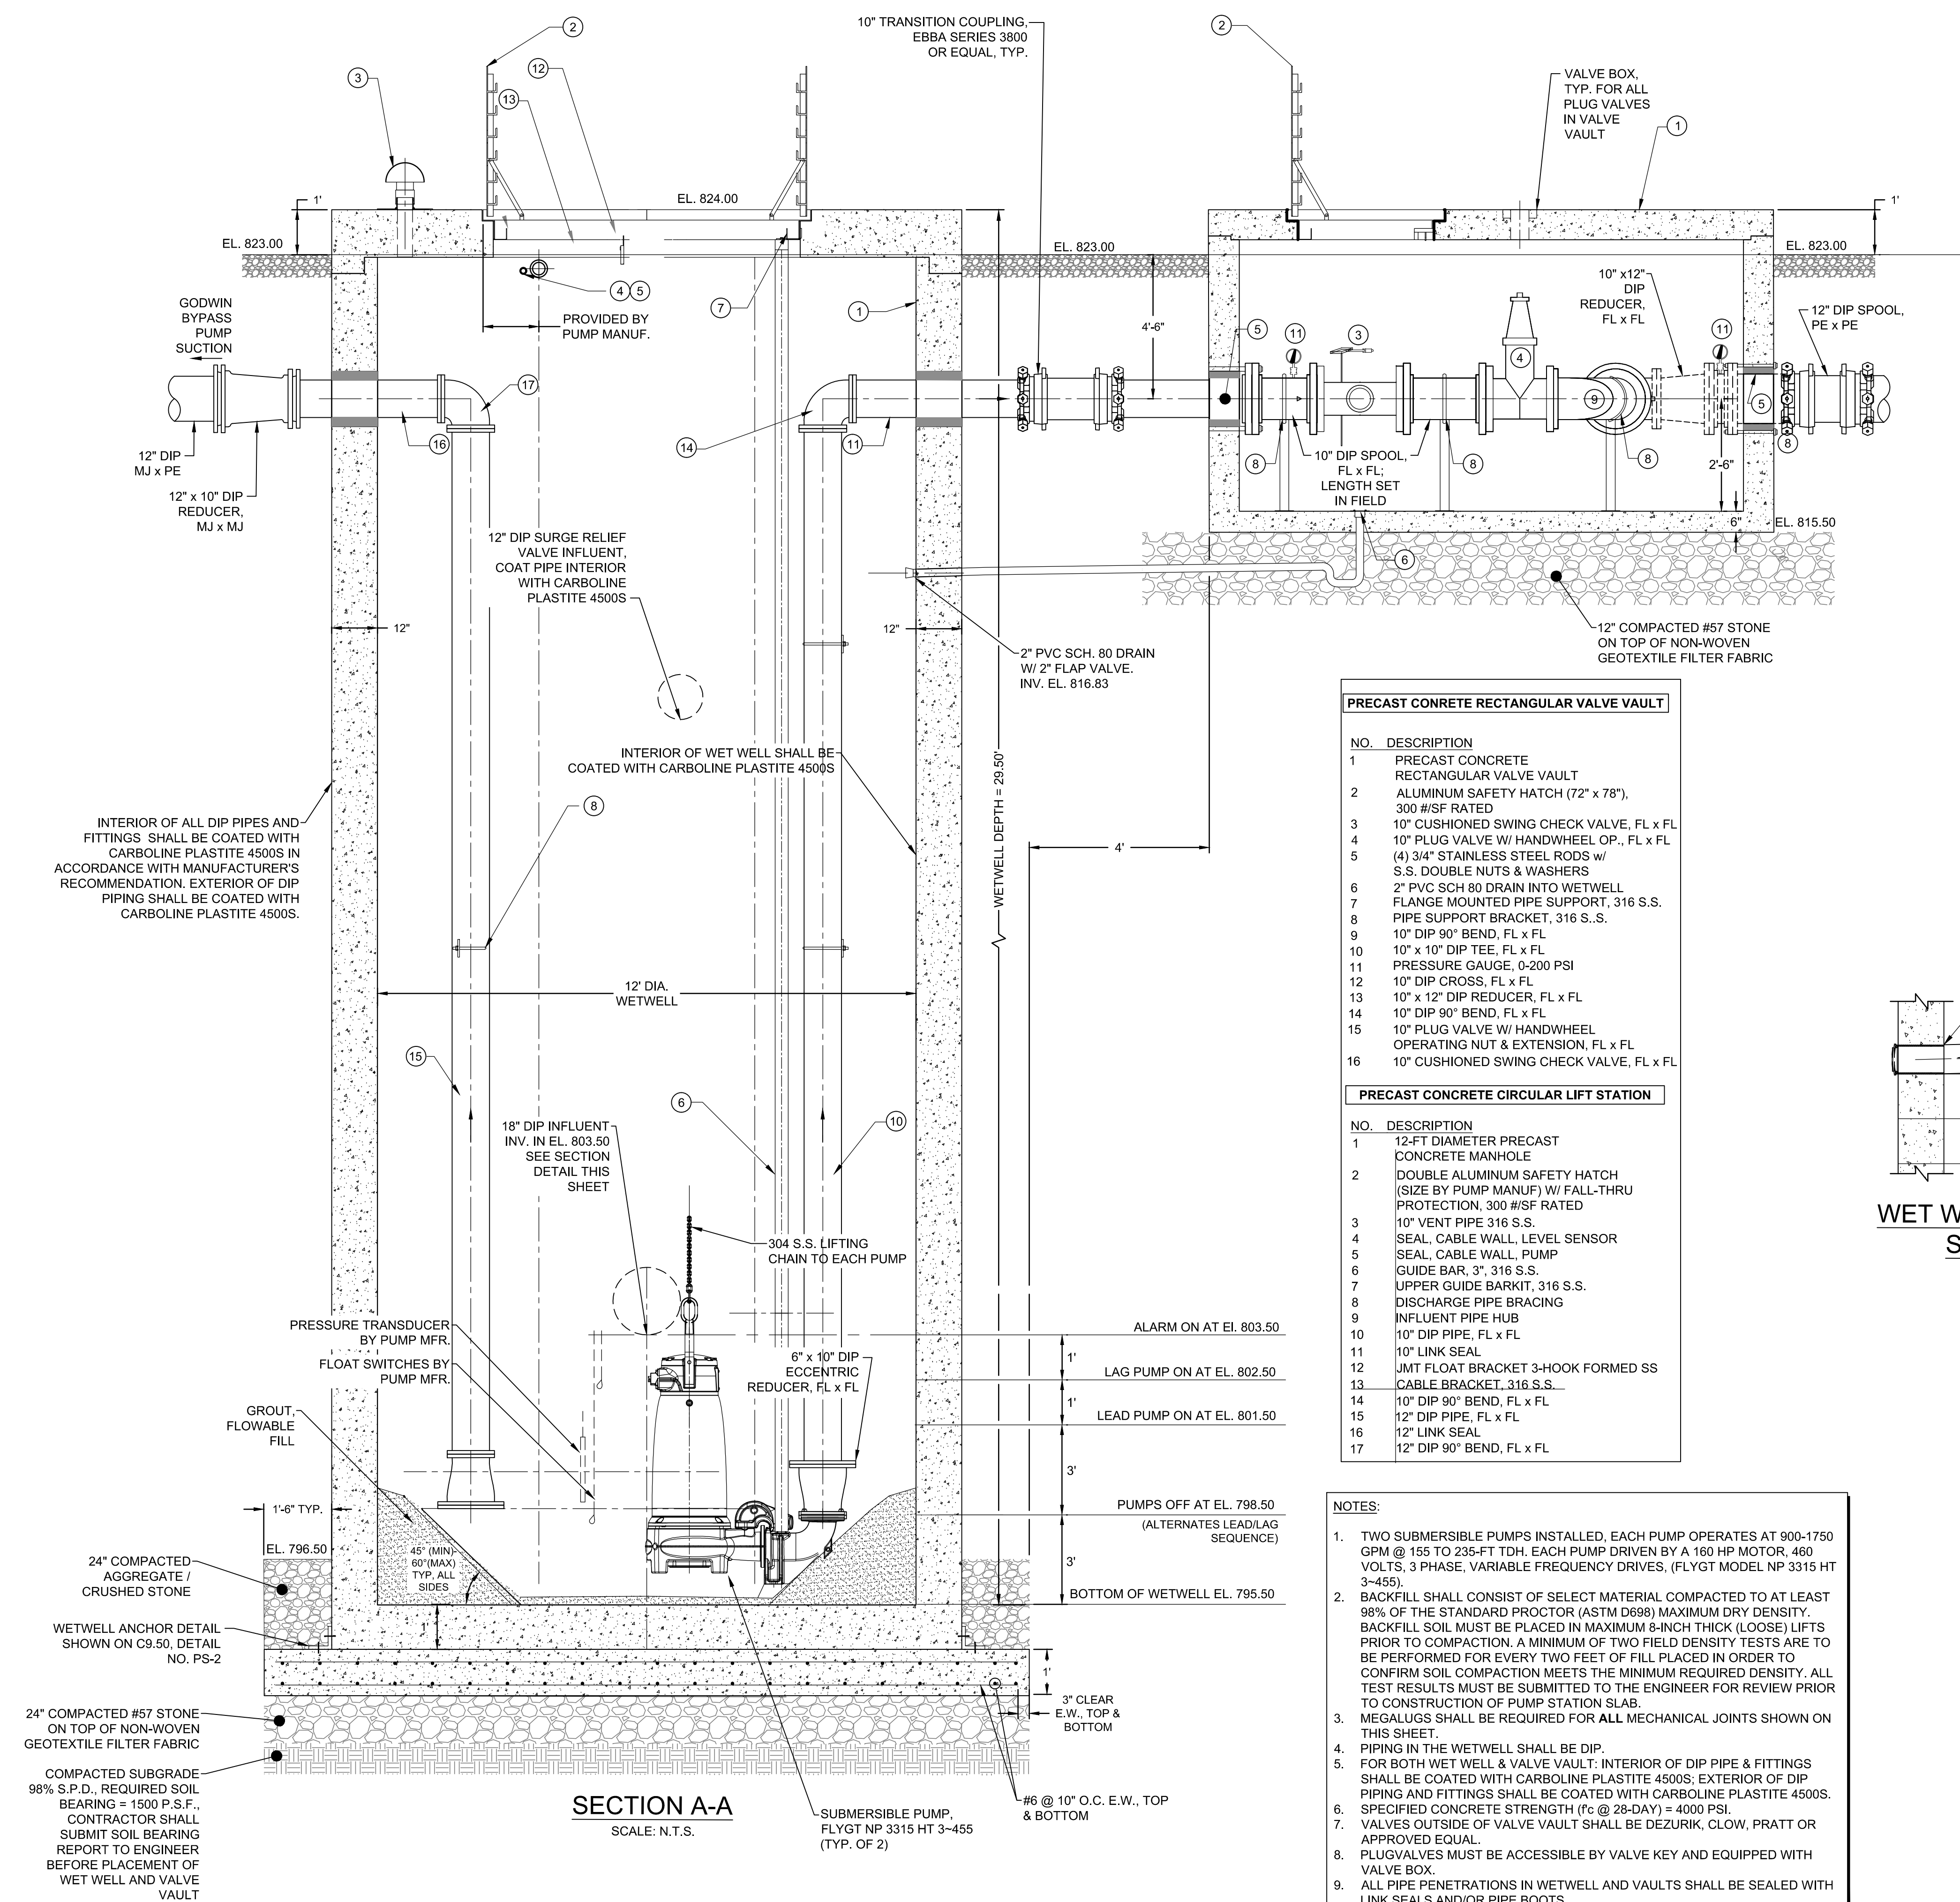 2
3
12
13
10" TRANSITION COUPLING,
EBBA SERIES 3800
OR EQUAL, TYP.
2
VALVE BOX,
TYP. FOR ALL
PLUG VALVES
IN VALVE
VAULT
1
1'
EL. 824.00
1'
EL. 823.00
EL. 823.00
EL. 823.00
GODWIN
BYPASS
PUMP
SUCTION
4
5
PROVIDED BY
PUMP MANUF.
7
1
4'-6"
5
11
3
4
10" x12"
DIP
REDUCER,
FL x FL
11
12" DIP SPOOL,
PE x PE
17
16
14
11
9
5
8
8
8
8
10" DIP SPOOL,
FL x FL;
LENGTH SET
IN FIELD
2'-6"
12" DIP
MJ x PE
12" x 10" DIP
REDUCER,
MJ x MJ
6"
EL. 815.50
6
12" DIP SURGE RELIEF
VALVE INFLUENT,
COAT PIPE INTERIOR
WITH CARBOLINE
PLASTITE 4500S
12"
12"
2" PVC SCH. 80 DRAIN
W/ 2" FLAP VALVE.
INV. EL. 816.83
12" COMPACTED #57 STONE
ON TOP OF NON-WOVEN
GEOTEXTILE FILTER FABRIC
INTERIOR OF WET WELL SHALL BE
COATED WITH CARBOLINE PLASTITE 4500S
8
INTERIOR OF ALL DIP PIPES AND
FITTINGS SHALL BE COATED WITH
CARBOLINE PLASTITE 4500S IN
ACCORDANCE WITH MANUFACTURER'S
RECOMMENDATION. EXTERIOR OF DIP
PIPING SHALL BE COATED WITH
CARBOLINE PLASTITE 4500S.
WETWELL DEPTH = 29.50'
4'
12' DIA.
WETWELL
15
6
10
18" DIP INFLUENT
INV. IN EL. 803.50
SEE SECTION
DETAIL THIS
SHEET
304 S.S. LIFTING
CHAIN TO EACH PUMP
PRESSURE TRANSDUCER
BY PUMP MFR.
FLOAT SWITCHES BY
PUMP MFR.
6" x 10" DIP
ECCENTRIC
REDUCER, FL x FL
ALARM ON AT El. 803.50
1'
LAG PUMP ON AT EL. 802.50
1'
LEAD PUMP ON AT EL. 801.50
3'
PUMPS OFF AT EL. 798.50
(ALTERNATES LEAD/LAG
SEQUENCE)
3'
BOTTOM OF WETWELL EL. 795.50
GROUT,
FLOWABLE
FILL
1'-6" TYP.
EL. 796.50
45° (MIN)-
60°(MAX)
TYP, ALL
SIDES
24" COMPACTED
AGGREGATE /
CRUSHED STONE
WETWELL ANCHOR DETAIL
SHOWN ON C9.50, DETAIL
NO. PS-2
1'
1'
3" CLEAR
E.W., TOP &
BOTTOM
24" COMPACTED #57 STONE
ON TOP OF NON-WOVEN
GEOTEXTILE FILTER FABRIC
COMPACTED SUBGRADE
98% S.P.D., REQUIRED SOIL
BEARING = 1500 P.S.F.,
CONTRACTOR SHALL
SUBMIT SOIL BEARING
REPORT TO ENGINEER
BEFORE PLACEMENT OF
WET WELL AND VALVE
VAULT
SECTION A-A
SCALE: N.T.S.
SUBMERSIBLE PUMP,
FLYGT NP 3315 HT 3~455
(TYP. OF 2)
#6 @ 10" O.C. E.W., TOP
& BOTTOM
PRECAST CONRETE RECTANGULAR VALVE VAULT
NO. DESCRIPTION
1 PRECAST CONCRETE
RECTANGULAR VALVE VAULT
2 ALUMINUM SAFETY HATCH (72" x 78"),
300 #/SF RATED
3 10" CUSHIONED SWING CHECK VALVE, FL x FL
4 10" PLUG VALVE W/ HANDWHEEL OP., FL x FL
5 (4) 3/4" STAINLESS STEEL RODS w/
S.S. DOUBLE NUTS & WASHERS
6 2" PVC SCH 80 DRAIN INTO WETWELL
7 FLANGE MOUNTED PIPE SUPPORT, 316 S.S.
8 PIPE SUPPORT BRACKET, 316 S..S.
9 10" DIP 90° BEND, FL x FL
10 10" x 10" DIP TEE, FL x FL
11 PRESSURE GAUGE, 0-200 PSI
12 10" DIP CROSS, FL x FL
13 10" x 12" DIP REDUCER, FL x FL
14 10" DIP 90° BEND, FL x FL
15 10" PLUG VALVE W/ HANDWHEEL
OPERATING NUT & EXTENSION, FL x FL
16 10" CUSHIONED SWING CHECK VALVE, FL x FL
PRECAST CONCRETE CIRCULAR LIFT STATION
NO. DESCRIPTION
1 12-FT DIAMETER PRECAST
CONCRETE MANHOLE
2 DOUBLE ALUMINUM SAFETY HATCH
(SIZE BY PUMP MANUF) W/ FALL-THRU
PROTECTION, 300 #/SF RATED
3 10" VENT PIPE 316 S.S.
4 SEAL, CABLE WALL, LEVEL SENSOR
5 SEAL, CABLE WALL, PUMP
6 GUIDE BAR, 3", 316 S.S.
7 UPPER GUIDE BARKIT, 316 S.S.
8 DISCHARGE PIPE BRACING
9 INFLUENT PIPE HUB
10 10" DIP PIPE, FL x FL
11 10" LINK SEAL
12 JMT FLOAT BRACKET 3-HOOK FORMED SS
13 CABLE BRACKET, 316 S.S.
14 10" DIP 90° BEND, FL x FL
15 12" DIP PIPE, FL x FL
16 12" LINK SEAL
17 12" DIP 90° BEND, FL x FL
WET W
S
NOTES:
1. TWO SUBMERSIBLE PUMPS INSTALLED, EACH PUMP OPERATES AT 900-1750
GPM @ 155 TO 235-FT TDH. EACH PUMP DRIVEN BY A 160 HP MOTOR, 460
VOLTS, 3 PHASE, VARIABLE FREQUENCY DRIVES, (FLYGT MODEL NP 3315 HT
3~455).
2. BACKFILL SHALL CONSIST OF SELECT MATERIAL COMPACTED TO AT LEAST
98% OF THE STANDARD PROCTOR (ASTM D698) MAXIMUM DRY DENSITY.
BACKFILL SOIL MUST BE PLACED IN MAXIMUM 8-INCH THICK (LOOSE) LIFTS
PRIOR TO COMPACTION. A MINIMUM OF TWO FIELD DENSITY TESTS ARE TO
BE PERFORMED FOR EVERY TWO FEET OF FILL PLACED IN ORDER TO
CONFIRM SOIL COMPACTION MEETS THE MINIMUM REQUIRED DENSITY. ALL
TEST RESULTS MUST BE SUBMITTED TO THE ENGINEER FOR REVIEW PRIOR
TO CONSTRUCTION OF PUMP STATION SLAB.
3. MEGALUGS SHALL BE REQUIRED FOR ALL MECHANICAL JOINTS SHOWN ON
THIS SHEET.
4. PIPING IN THE WETWELL SHALL BE DIP.
5. FOR BOTH WET WELL & VALVE VAULT: INTERIOR OF DIP PIPE & FITTINGS
SHALL BE COATED WITH CARBOLINE PLASTITE 4500S; EXTERIOR OF DIP
PIPING AND FITTINGS SHALL BE COATED WITH CARBOLINE PLASTITE 4500S.
6. SPECIFIED CONCRETE STRENGTH (f'c @ 28-DAY) = 4000 PSI.
7. VALVES OUTSIDE OF VALVE VAULT SHALL BE DEZURIK, CLOW, PRATT OR
APPROVED EQUAL.
8. PLUGVALVES MUST BE ACCESSIBLE BY VALVE KEY AND EQUIPPED WITH
VALVE BOX.
9. ALL PIPE PENETRATIONS IN WETWELL AND VAULTS SHALL BE SEALED WITH
LINK SEALS AND/OR PIPE BOOTS